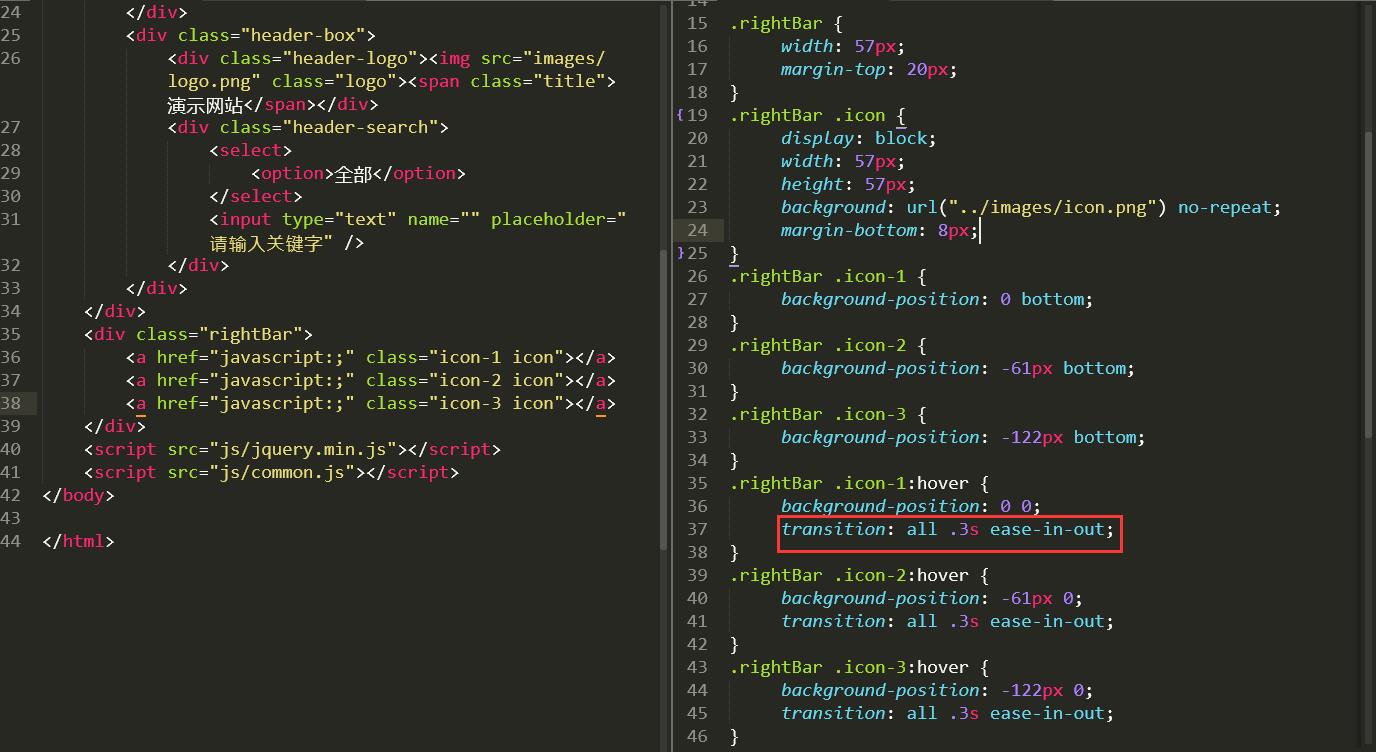 24 </div>
25 <div class="header-box">
26 <div class="header-logo"><img src="images/
logo.png" class="logo"><span class="title">
演示网站</span></div>
27 <div class="header-search">
28 <select>
29 <option>全部</option>
30 </select>
31 <input type="text" name="" placeholder="
请输入关键字" />
32 </div>
33 </div>
34 </div>
35 <div class="rightBar">
36 <a href="javascript:;" class="icon-1 icon"></a>
37 <a href="javascript:;" class="icon-2 icon"></a>
38 <a href="javascript:;" class="icon-3 icon"></a>
39 </div>
40 <script src="js/jquery.min.js"></script>
41 <script src="js/common.js"></script>
42 </body>
43
44 </html>
14
15 .rightBar {
16 width: 57px;
17 margin-top: 20px;
18 }
{19 .rightBar .icon {
20 display: block;
21 width: 57px;
22 height: 57px;
23 background: url("../images/icon.png") no-repeat;
24 margin-bottom: 8px;
}25 }
26 .rightBar .icon-1 {
27 background-position: 0 bottom;
28 }
29 .rightBar .icon-2 {
30 background-position: -61px bottom;
31 }
32 .rightBar .icon-3 {
33 background-position: -122px bottom;
34 }
35 .rightBar .icon-1:hover {
36 background-position: 0 0;
37 transition: all .3s ease-in-out;
38 }
39 .rightBar .icon-2:hover {
40 background-position: -61px 0;
41 transition: all .3s ease-in-out;
42 }
43 .rightBar .icon-3:hover {
44 background-position: -122px 0;
45 transition: all .3s ease-in-out;
46 }